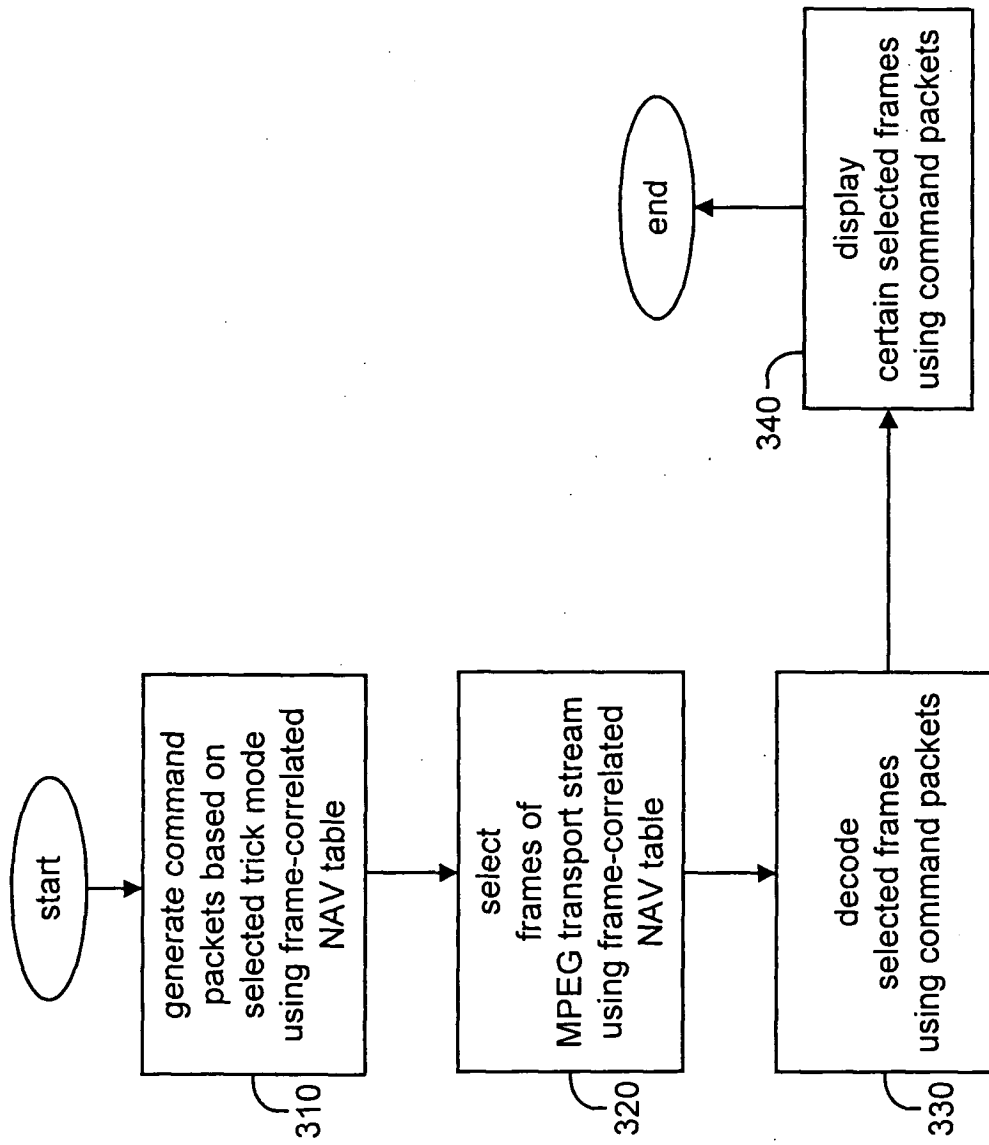 start
generate command
packets based on
selected trick mode
using frame-correlated
NAV table
310
select
frames of
MPEG transport stream
using frame-correlated
NAV table
320
decode
selected frames
using command packets
330
display
certain selected frames
using command packets
340
end